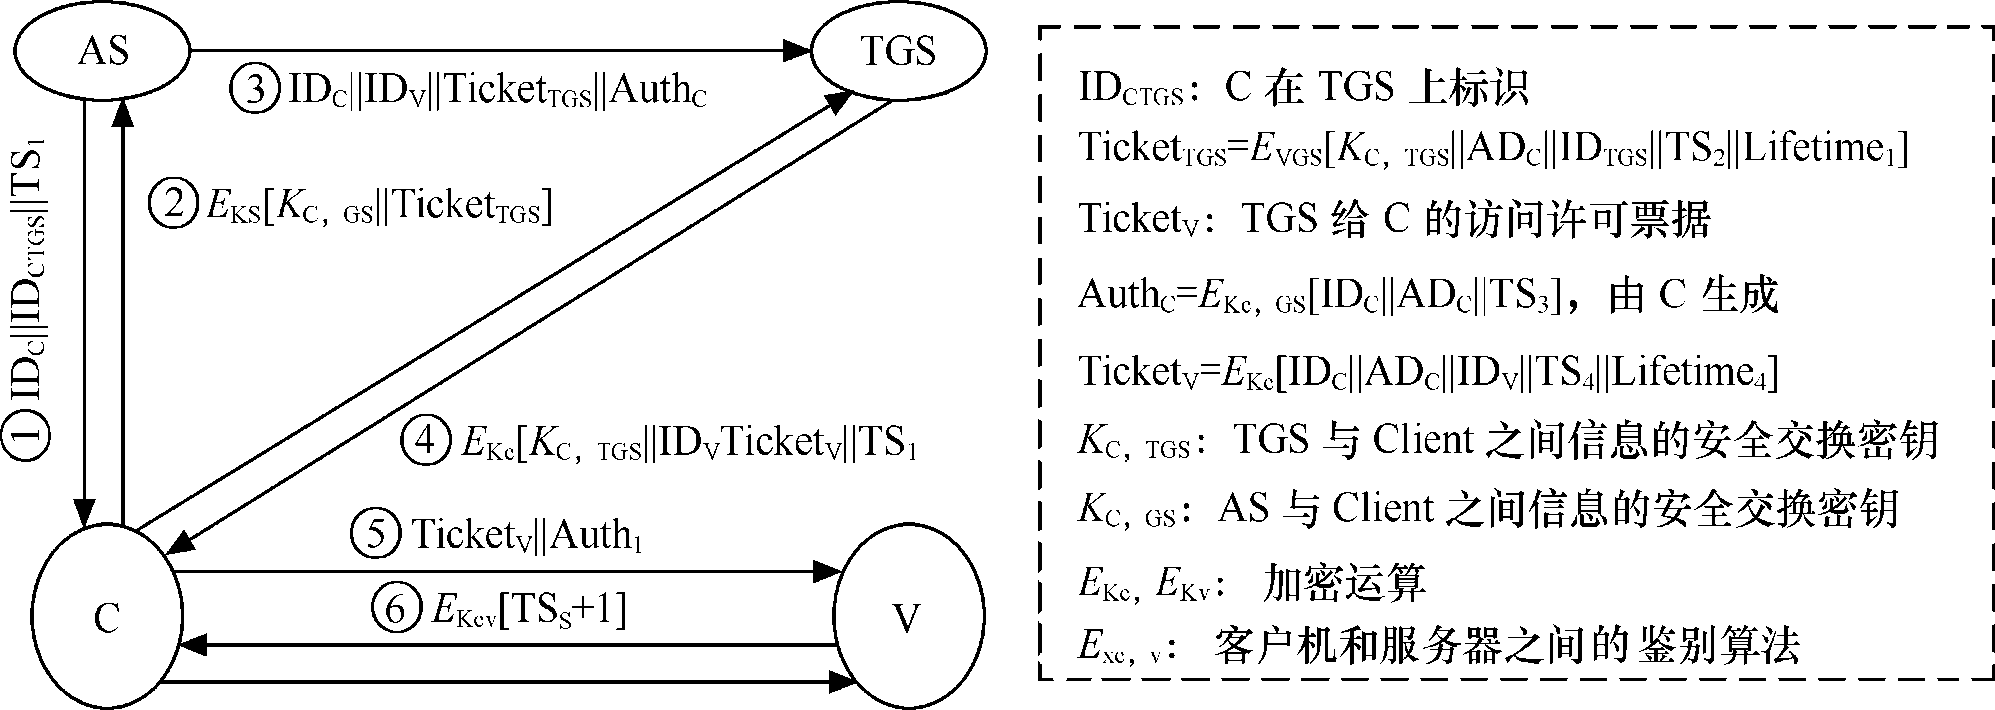 AS
TGS
③ ID_C||ID_V||Ticket_TGS||Auth_C
① ID_C||ID_CTGS||TS_1
② E_KS[K_C, GS||Ticket_TGS]
④ E_Kc[K_C, TGS||ID_VTicket_V||TS_1
⑤ Ticket_V||Auth_1
⑥ E_Kcv[TS_S+1]
C
V
ID_CTGS：C 在 TGS 上标识
Ticket_TGS=E_VGS[K_C, TGS||AD_C||ID_TGS||TS_2||Lifetime_1]
Ticket_V：TGS 给 C 的访问许可票据
Auth_C=E_Kc, GS[ID_C||AD_C||TS_3]，由 C 生成
Ticket_V=E_Kc[ID_C||AD_C||ID_V||TS_4||Lifetime_4]
K_C, TGS：TGS 与 Client 之间信息的安全交换密钥
K_C, GS：AS 与 Client 之间信息的安全交换密钥
E_Kc, E_Kv：加密运算
E_xc, v：客户机和服务器之间的鉴别算法